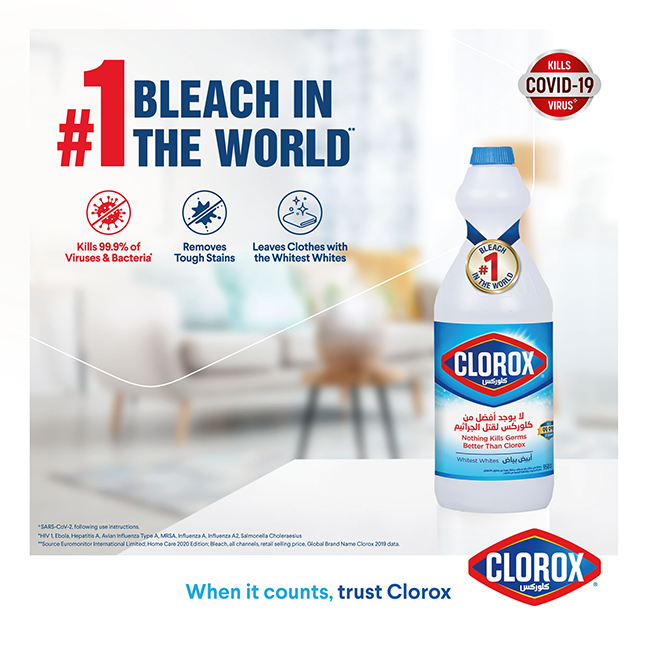 #1 BLEACH IN
THE WORLD**
KILLS
COVID-19
VIRUS+
Kills 99.9% of
Viruses & Bacteria*
Removes
Tough Stains
Leaves Clothes with
the Whitest Whites
BLEACH
#1
IN THE WORLD
CLOROX
كلوركس
لا يوجد أفضل من
كلوركس لقتل الجراثيم
Nothing Kills Germs
Better Than Clorox
Whitest Whites أبيض بياض
+SARS-CoV-2, following use instructions.
*HIV 1, Ebola, Hepatitis A, Avian Influenza Type A, MRSA, Influenza A, Influenza A2, Salmonella Choleraesius
**Source Euromonitor International Limited; Home Care 2020 Edition; Bleach, all channels, retail selling price, Global Brand Name Clorox 2019 data.
When it counts, trust Clorox
CLOROX®
كلوركس